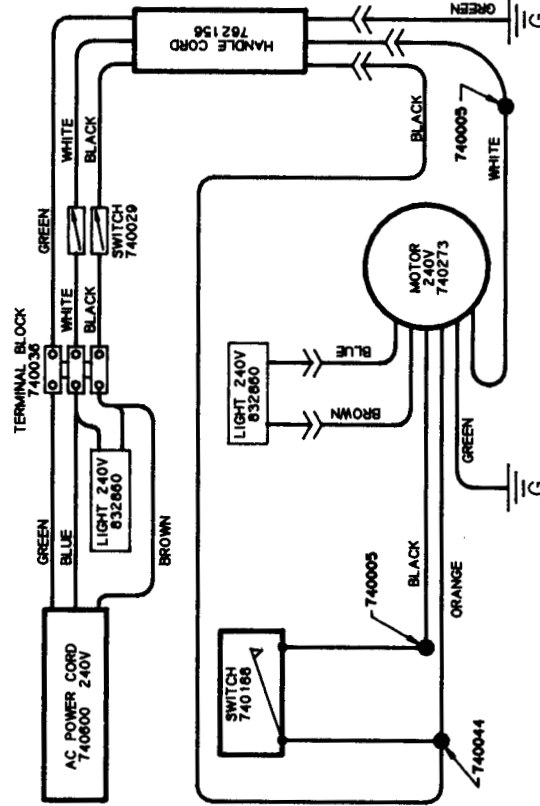 AC POWER CORD
740600 240V
GREEN
BLUE
BROWN
LIGHT 240V
832860
TERMINAL BLOCK
740036
GREEN
WHITE
BLACK
SWITCH
740029
WHITE
BLACK
HANDLE CORD
762156
GREEN
G
BLACK
740005
WHITE
MOTOR
240V
740273
LIGHT 240V
832860
BLUE
BROWN
GREEN
G
BLACK
ORANGE
740005
SWITCH
740188
740044